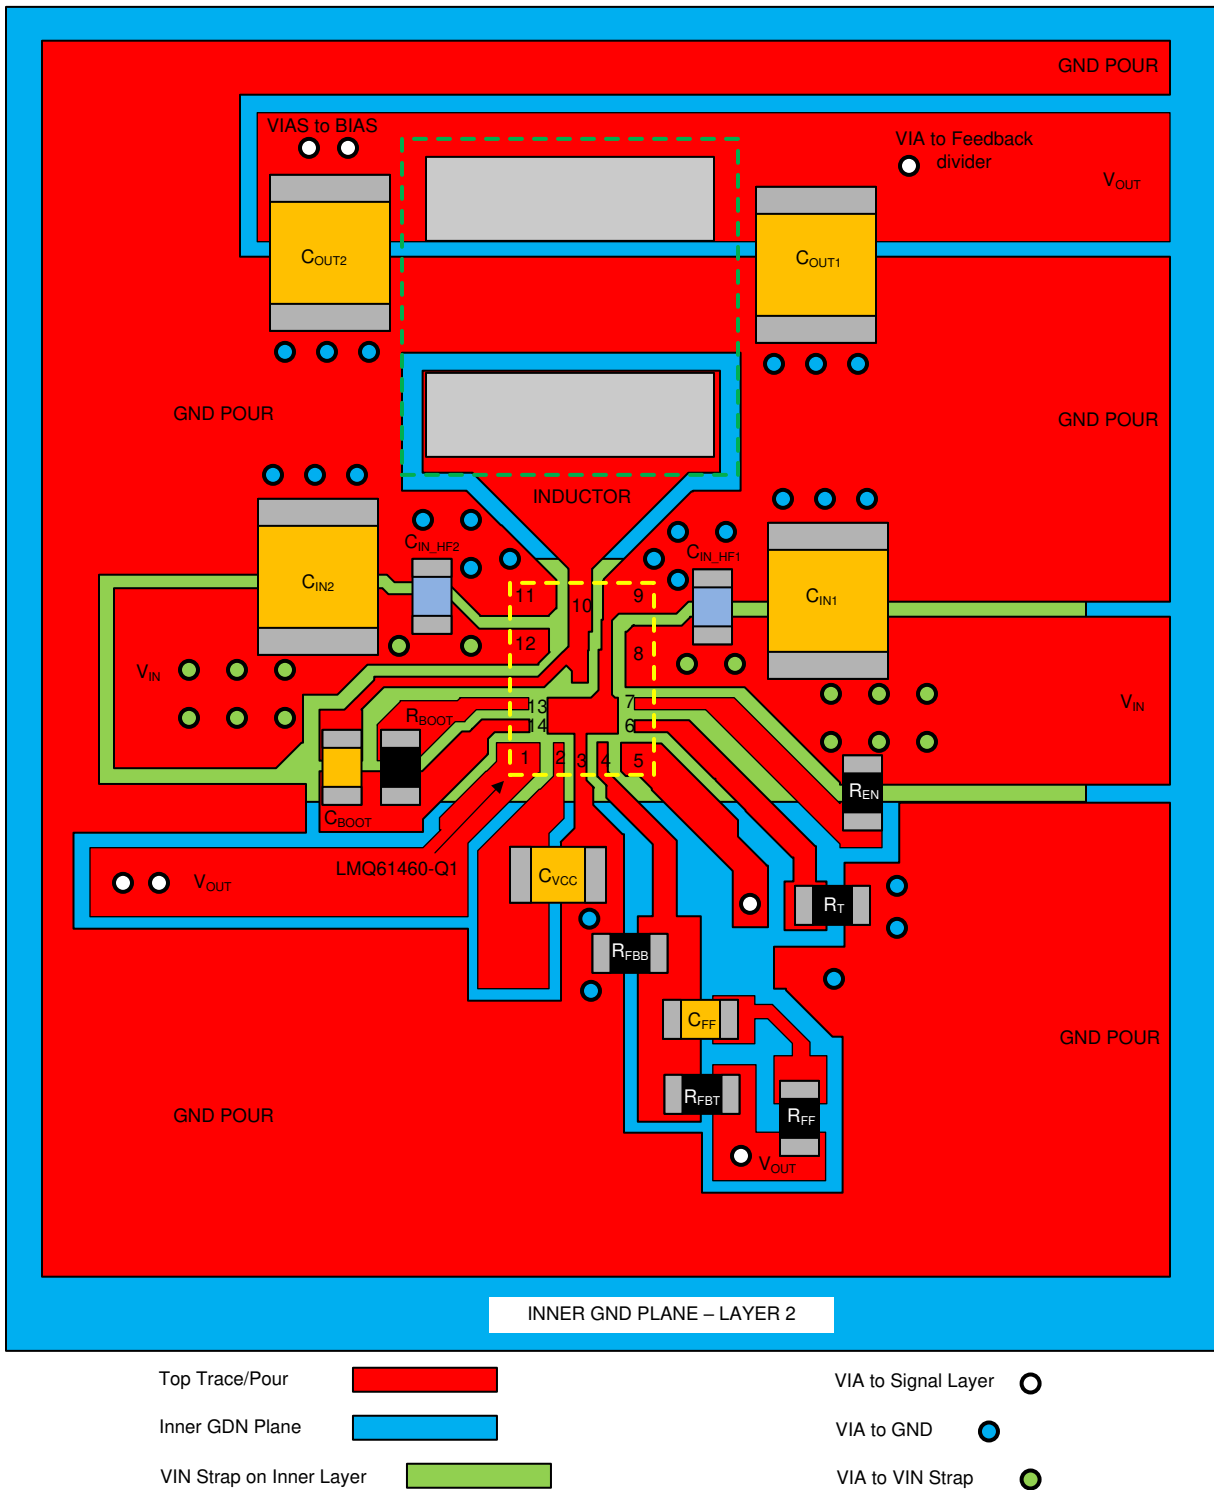 GND POUR
VIAS to BIAS
VIA to Feedback
divider
VOUT
COUT2
COUT1
GND POUR
GND POUR
INDUCTOR
CIN_HF2
CIN_HF1
CIN2
CIN1
11
10
9
12
8
VIN
VIN
13
7
14
6
RBOOT
1
2
3
4
5
REN
CBOOT
LMQ61460-Q1
VOUT
CVCC
RT
RFBB
CFF
GND POUR
RFBT
RFF
GND POUR
VOUT
INNER GND PLANE – LAYER 2
Top Trace/Pour
VIA to Signal Layer
Inner GDN Plane
VIA to GND
VIN Strap on Inner Layer
VIA to VIN Strap